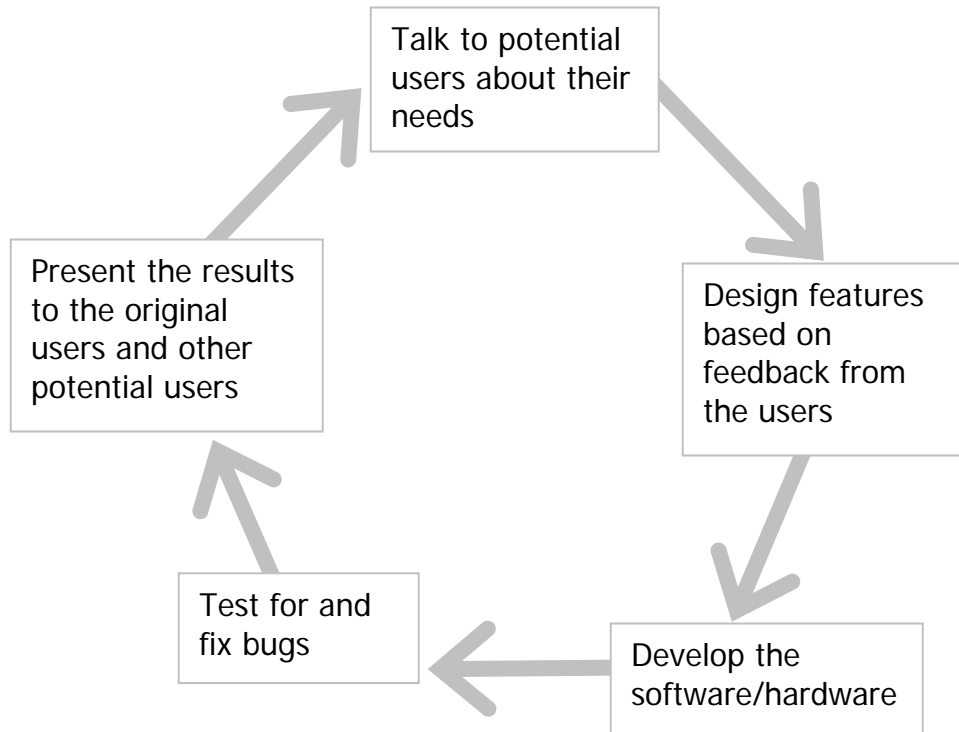 Talk to potential
users about their
needs
Design features
based on
feedback from
the users
Develop the
software/hardware
Test for and
fix bugs
Present the results
to the original
users and other
potential users